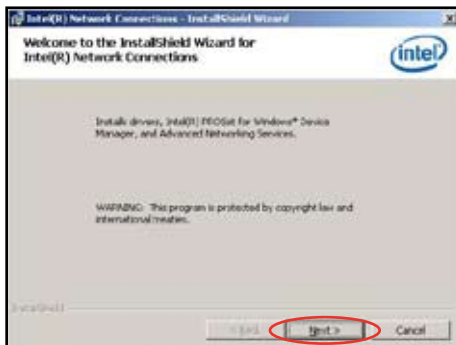 Intel(R) Network Connections - InstallShield Wizard
Welcome to the InstallShield Wizard for
Intel(R) Network Connections
intel
Installs drivers, Intel(R) PROSet for Windows* Device
Manager, and Advanced Networking Services.
WARNING: This program is protected by copyright law and
international treaties.
InstallShield
< Back
Next >
Cancel